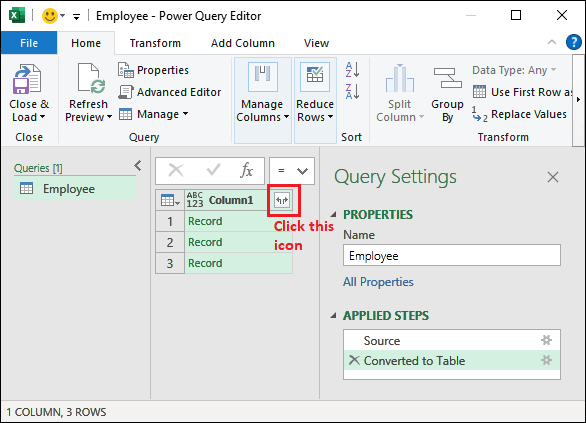 Employee - Power Query Editor
File Home Transform Add Column View
Close & Load
Close
Refresh Preview
Properties
Advanced Editor
Manage
Query
Manage Columns
Reduce Rows
A Z
Z A
Sort
Split Column
Group By
Data Type: Any
Use First Row as
1 2 Replace Values
Transform
Queries [1]
Employee
fx =
ABC 123 Column1
1 Record
2 Record
3 Record
Click this
icon
Query Settings
PROPERTIES
Name
Employee
All Properties
APPLIED STEPS
Source
Converted to Table
1 COLUMN, 3 ROWS